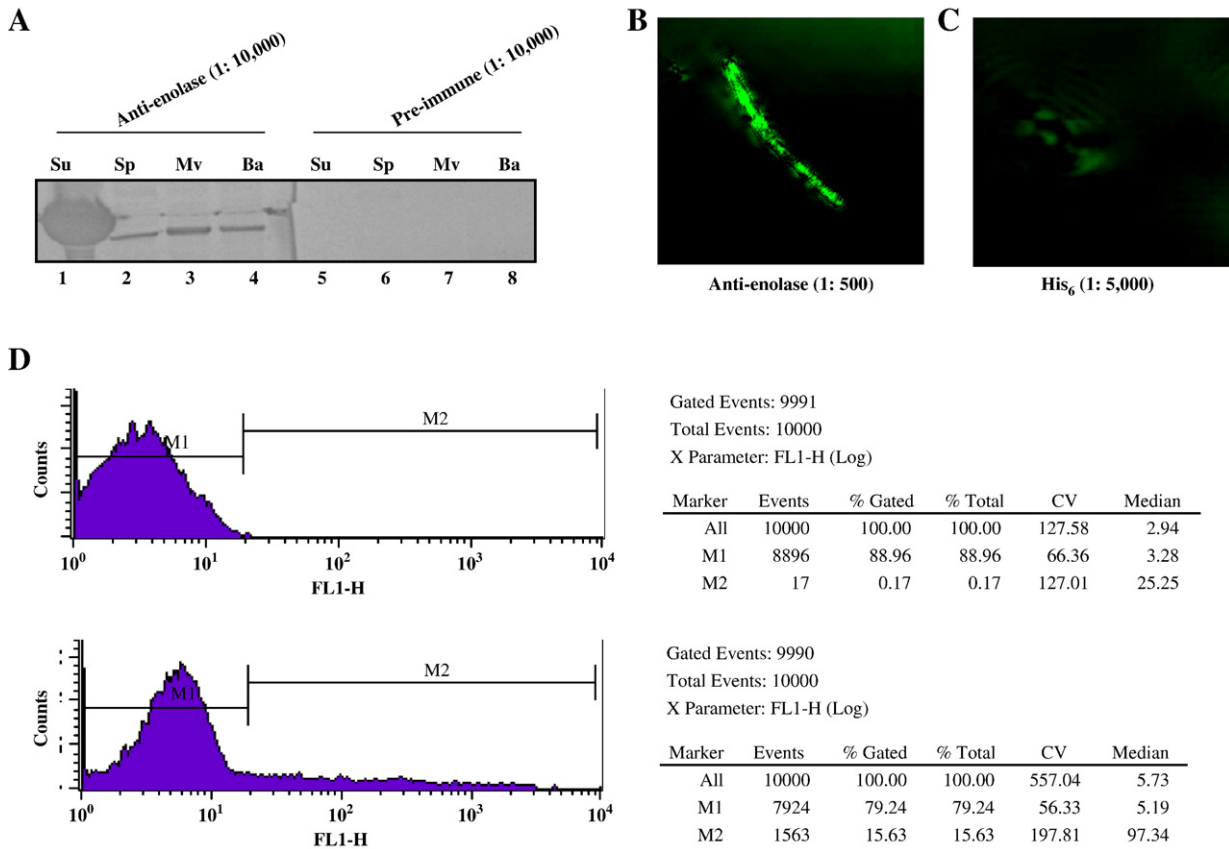 A
Anti-enolase (1: 10,000)
Pre-immune (1: 10,000)
Su Sp Mv Ba Su Sp Mv Ba
1 2 3 4 5 6 7 8
B
Anti-enolase (1: 500)
C
His6 (1: 5,000)
D
Counts
M1
M2
10^0 10^1 10^2 10^3 10^4
FL1-H
Gated Events: 9991
Total Events: 10000
X Parameter: FL1-H (Log)
Marker Events % Gated % Total CV Median
All 10000 100.00 100.00 127.58 2.94
M1 8896 88.96 88.96 66.36 3.28
M2 17 0.17 0.17 127.01 25.25
Counts
M1
M2
10^0 10^1 10^2 10^3 10^4
FL1-H
Gated Events: 9990
Total Events: 10000
X Parameter: FL1-H (Log)
Marker Events % Gated % Total CV Median
All 10000 100.00 100.00 557.04 5.73
M1 7924 79.24 79.24 56.33 5.19
M2 1563 15.63 15.63 197.81 97.34